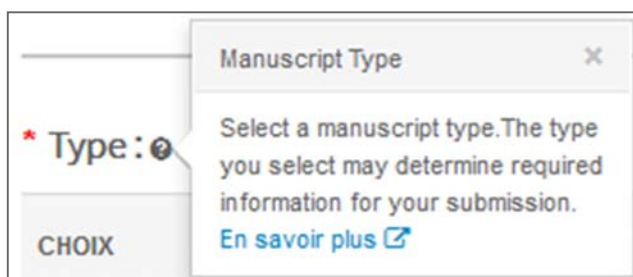 Manuscript Type ×
* Type:?
Select a manuscript type.The type
you select may determine required
information for your submission.
En savoir plus
CHOIX